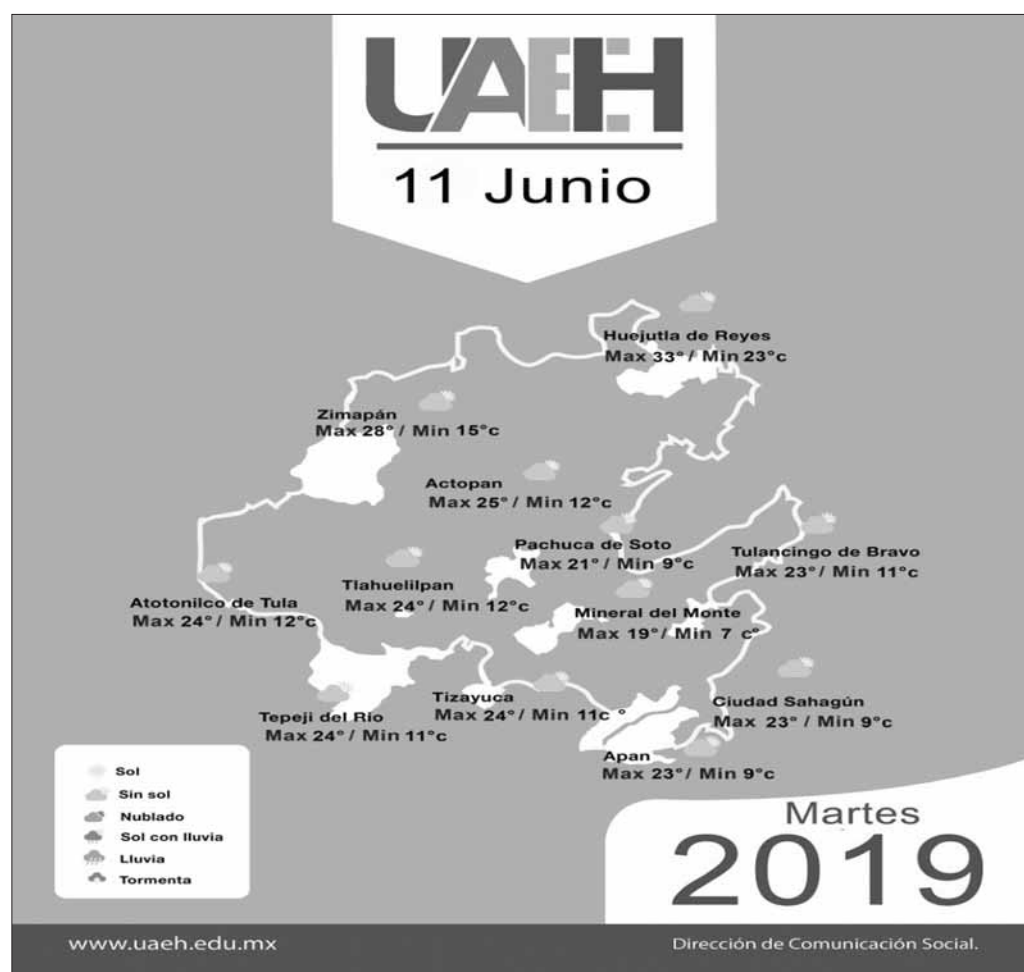 UAEH
11 Junio
Huejutla de Reyes
Max 33° / Min 23°c
Zimapán
Max 28° / Min 15°c
Actopan
Max 25° / Min 12°c
Pachuca de Soto
Max 21° / Min 9°c
Tulancingo de Bravo
Max 23° / Min 11°c
Tlahuelilpan
Max 24° / Min 12°c
Atotonilco de Tula
Max 24° / Min 12°c
Mineral del Monte
Max 19° / Min 7 c°
Tizayuca
Max 24° / Min 11c °
Ciudad Sahagún
Max 23° / Min 9°c
Tepeji del Río
Max 24° / Min 11°c
Apan
Max 23° / Min 9°c
Sol
Sin sol
Nublado
Sol con lluvia
Lluvia
Tormenta
Martes
2019
www.uaeh.edu.mx
Dirección de Comunicación Social.